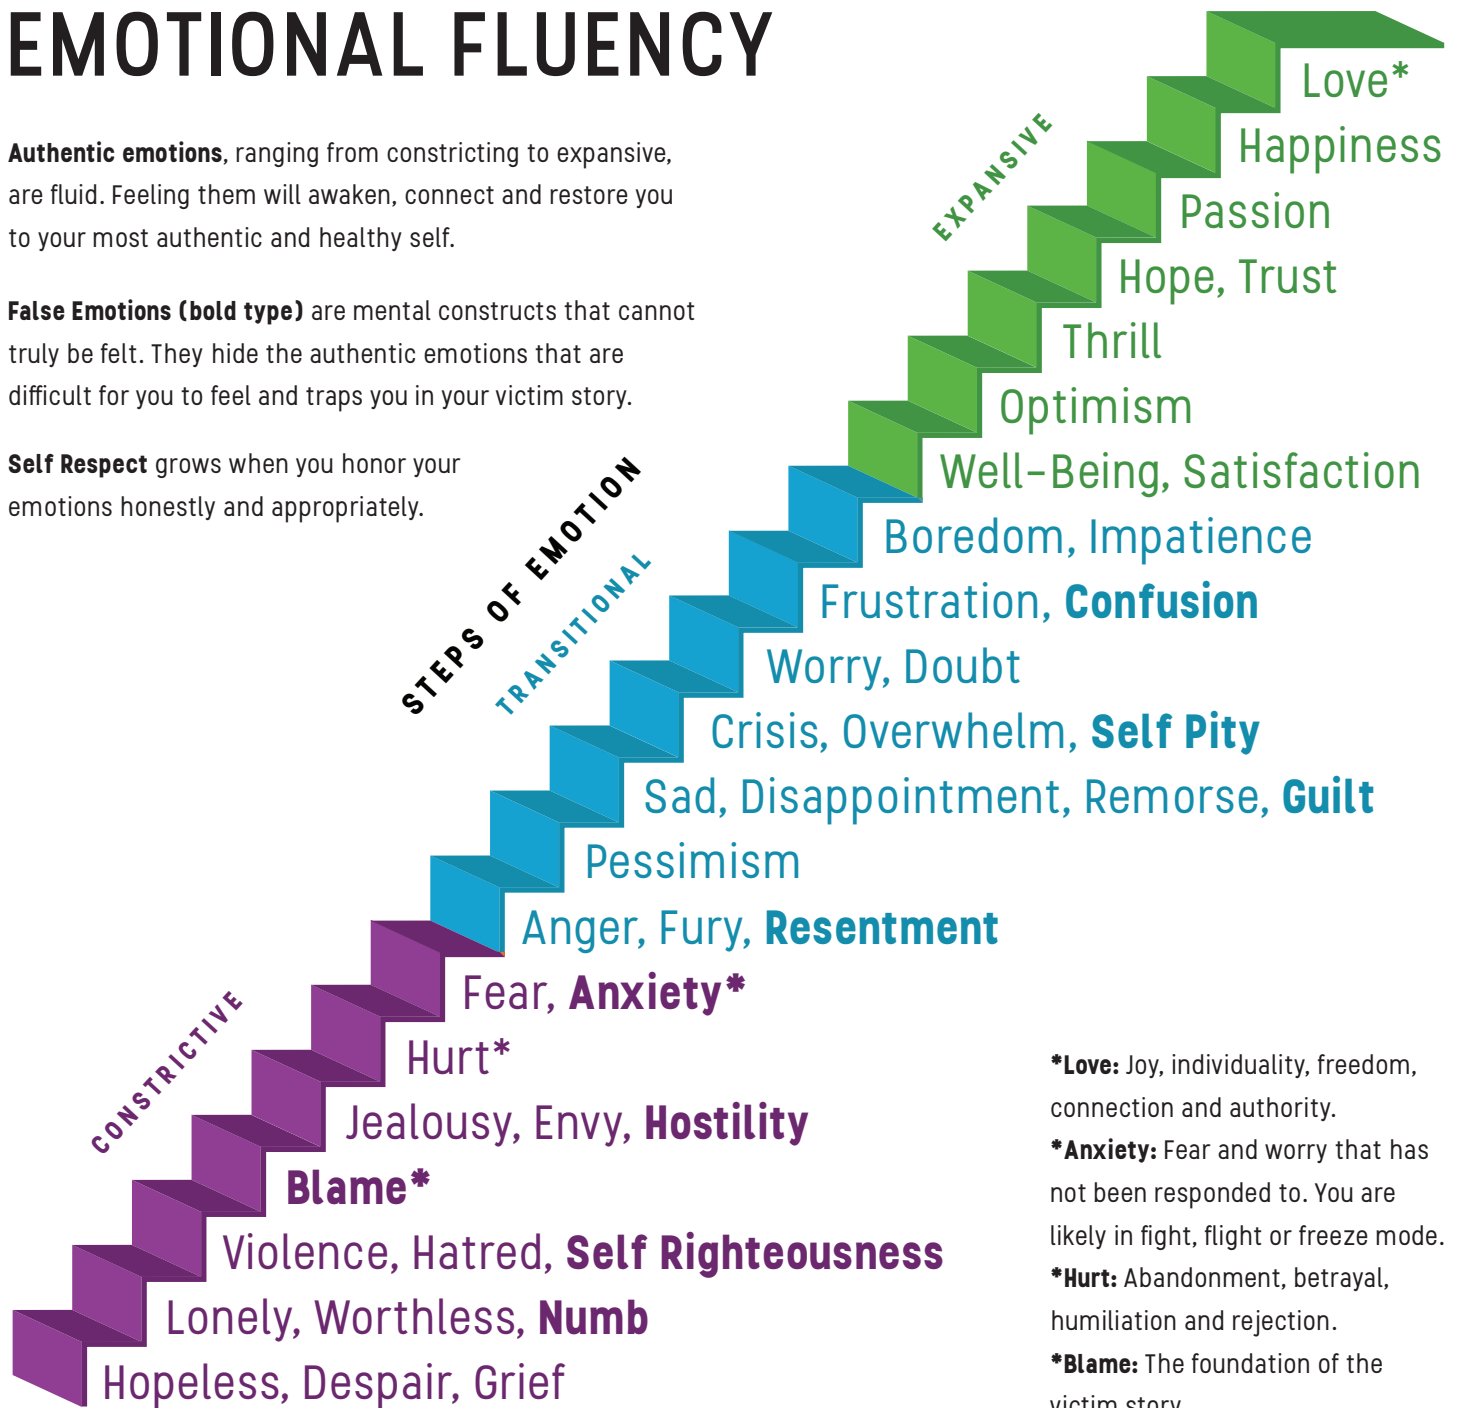 EMOTIONAL FLUENCY
Authentic emotions, ranging from constricting to expansive,
are fluid. Feeling them will awaken, connect and restore you
to your most authentic and healthy self.
False Emotions (bold type) are mental constructs that cannot
truly be felt. They hide the authentic emotions that are
difficult for you to feel and traps you in your victim story.
Self Respect grows when you honor your
emotions honestly and appropriately.
STEPS OF EMOTION
EXPANSIVE
Love*
Happiness
Passion
Hope, Trust
Thrill
Optimism
Well-Being, Satisfaction
TRANSITIONAL
Boredom, Impatience
Frustration, Confusion
Worry, Doubt
Crisis, Overwhelm, Self Pity
Sad, Disappointment, Remorse, Guilt
Pessimism
Anger, Fury, Resentment
CONSTRICTIVE
Fear, Anxiety*
Hurt*
Jealousy, Envy, Hostility
Blame*
Violence, Hatred, Self Righteousness
Lonely, Worthless, Numb
Hopeless, Despair, Grief
*Love: Joy, individuality, freedom,
connection and authority.
*Anxiety: Fear and worry that has
not been responded to. You are
likely in fight, flight or freeze mode.
*Hurt: Abandonment, betrayal,
humiliation and rejection.
*Blame: The foundation of the
victim story